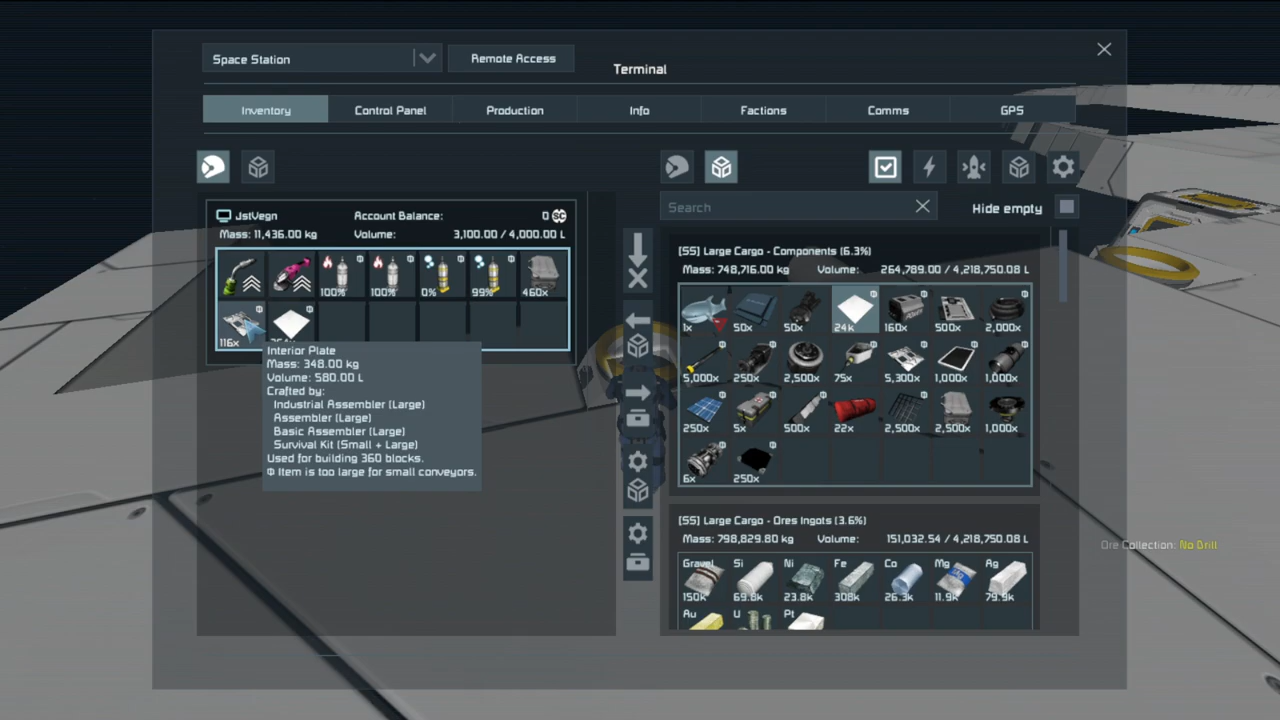 Space Station
Remote Access
Terminal
Inventory
Control Panel
Production
Info
Factions
Comms
GPS
Search
Hide empty
JstVegn
Account Balance: 0 SC
Mass: 11,436.00 kg Volume: 3,100.00 / 4,000.00 L
100% 100% 0% 99% 460x
116x
Interior Plate
Mass: 348.00 kg
Volume: 580.00 L
Crafted by:
Industrial Assembler (Large)
Assembler (Large)
Basic Assembler (Large)
Survival Kit (Small + Large)
Used for building 360 blocks.
Item is too large for small conveyors.
[SS] Large Cargo - Components (6.3%)
Mass: 748,716.00 kg Volume: 264,789.00 / 4,218,750.08 L
1x 50x 50x 24k 160x 500x 2,000x
5,000x 250x 2,500x 75x 5,300x 1,000x 1,000x
250x 5x 500x 22x 2,500x 2,500x 1,000x
6x 250x
[SS] Large Cargo - Ores Ingots (3.6%)
Mass: 798,829.80 kg Volume: 151,032.54 / 4,218,750.08 L
Gravel Si Ni Fe Co Mg Ag
150k 69.8k 23.8k 308k 26.3k 11.9k 79.9k
Au U Pt
Ore Collection: No Drill